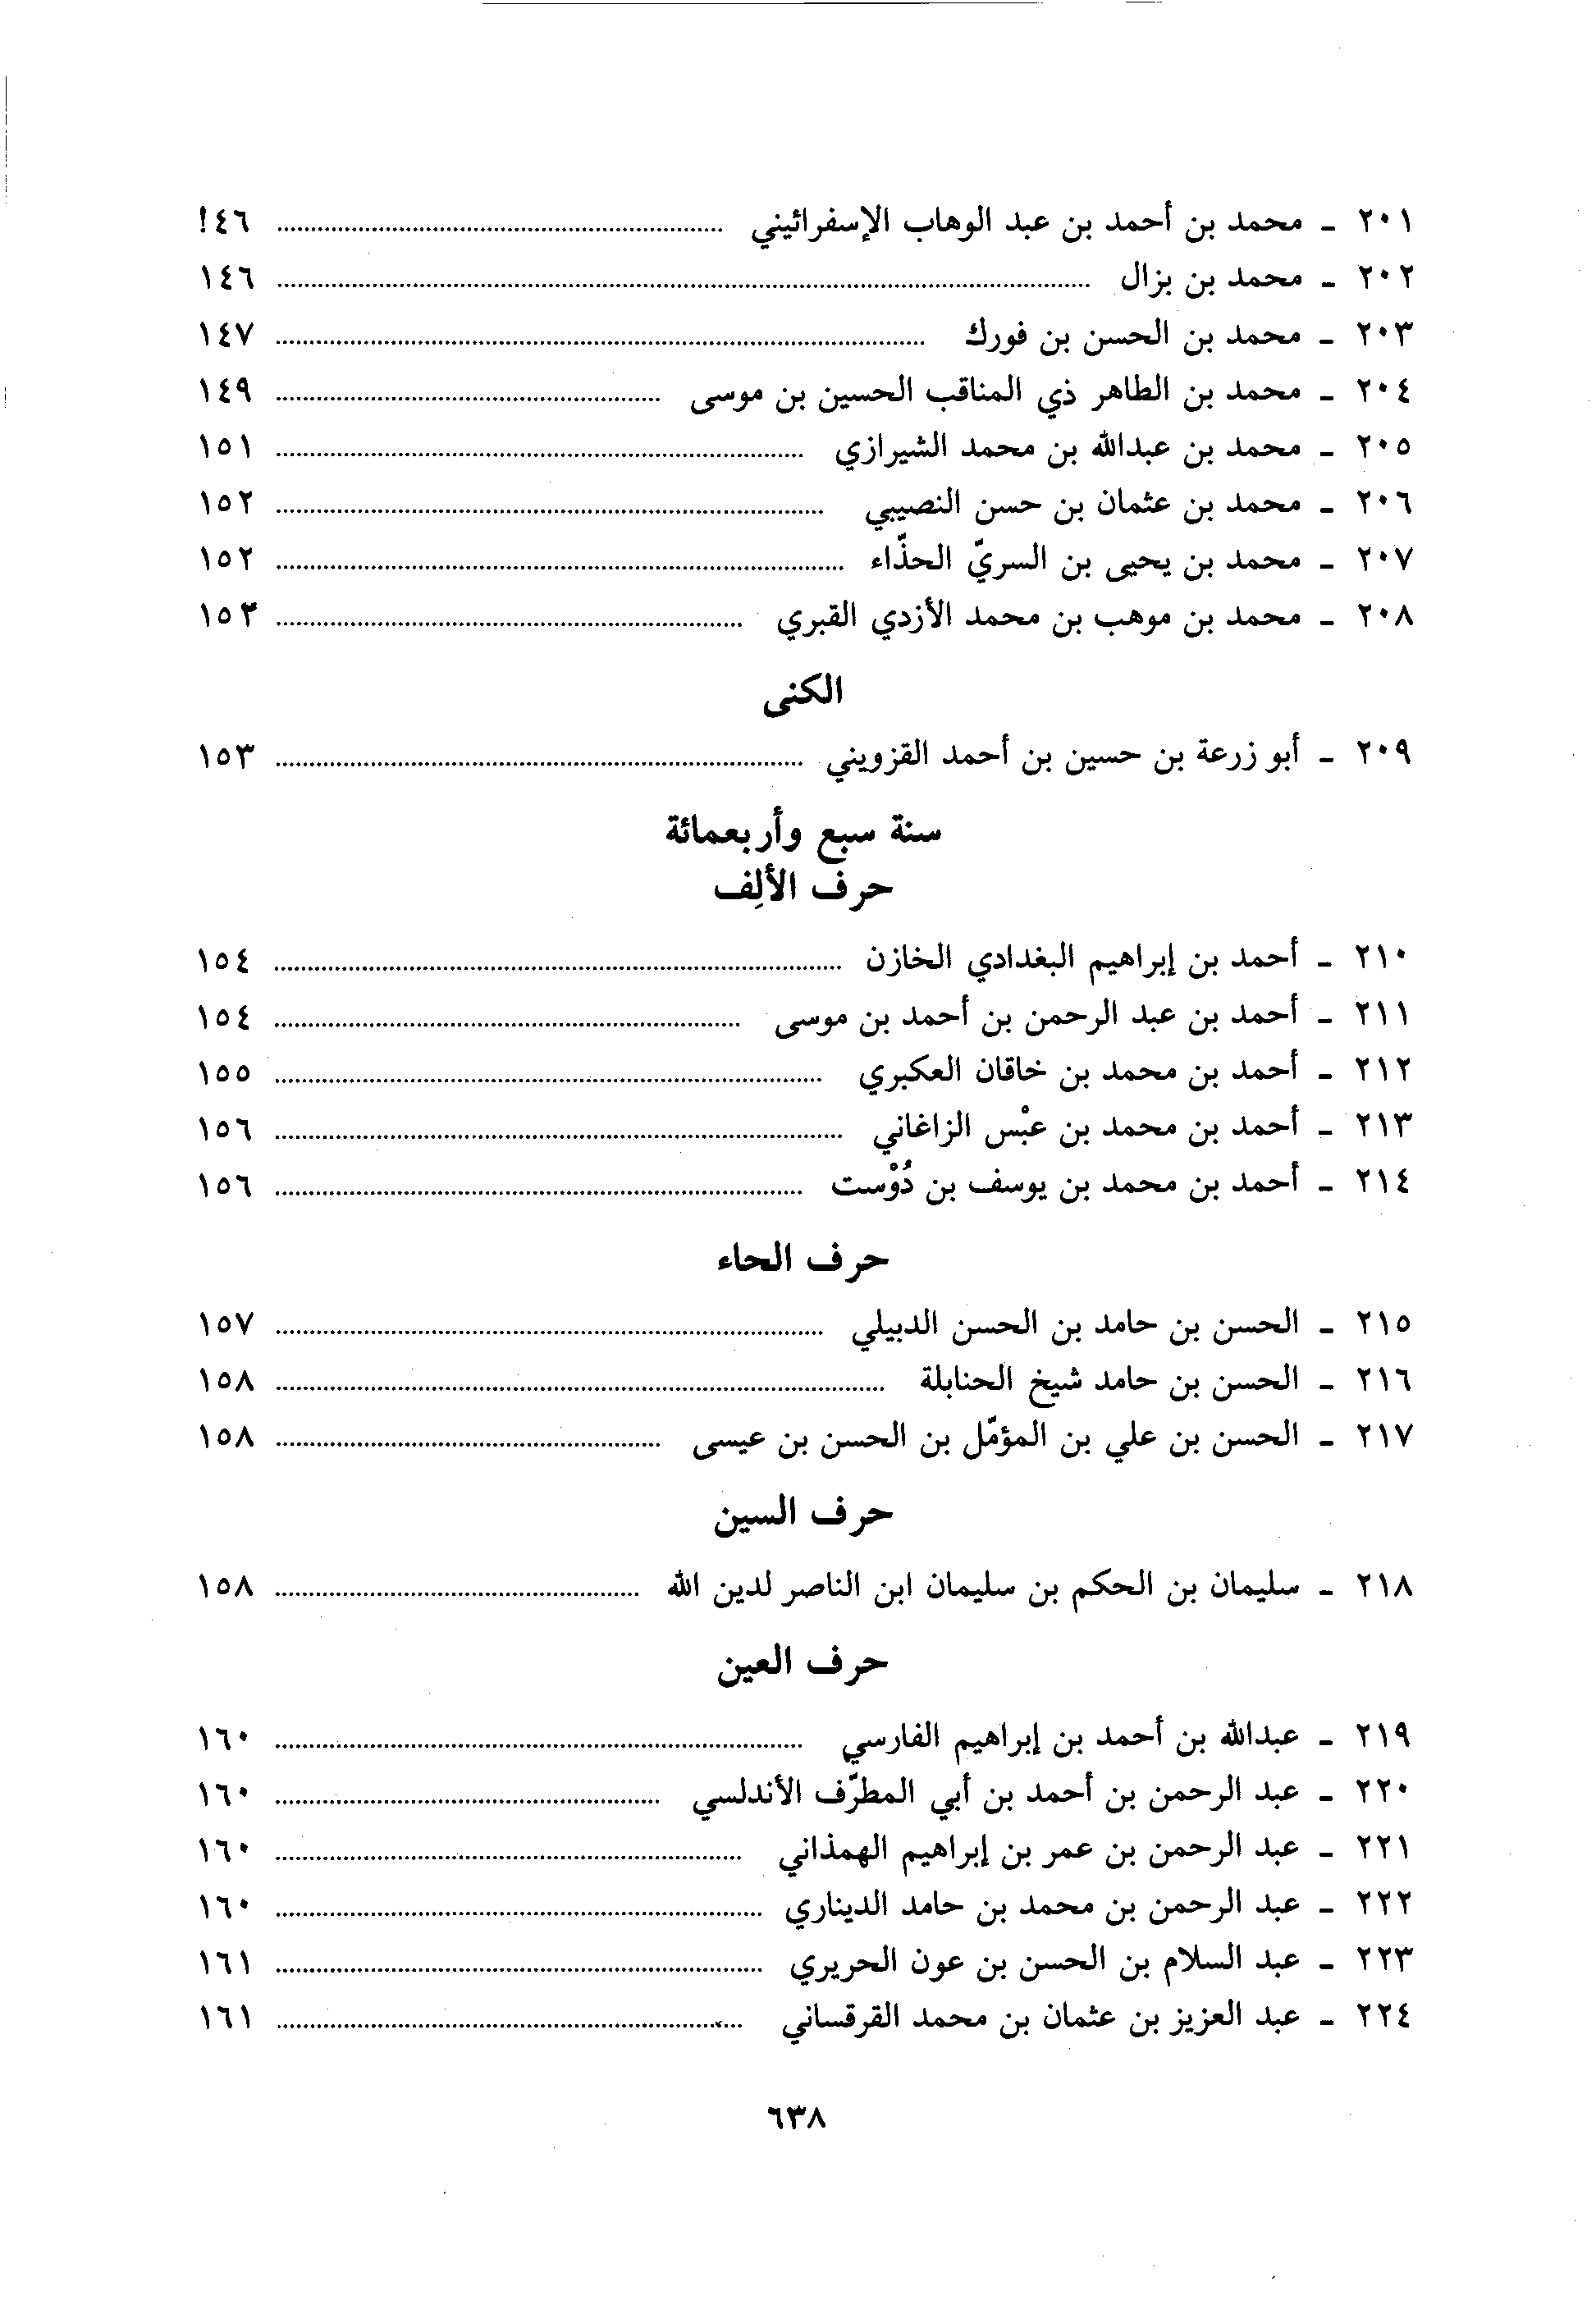 ٢٠١ - محمد بن أحمد بن عبد الوهاب الإسفرائيني ........ ١٤٦
٢٠٢ - محمد بن بزال ........ ١٤٦
٢٠٣ - محمد بن الحسن بن فورك ........ ١٤٧
٢٠٤ - محمد بن الطاهر ذي المناقب الحسين بن موسى ........ ١٤٩
٢٠٥ - محمد بن عبدالله بن محمد الشيرازي ........ ١٥١
٢٠٦ - محمد بن عثمان بن حسن النصيبي ........ ١٥٢
٢٠٧ - محمد بن يحيى بن السريّ الحذّاء ........ ١٥٢
٢٠٨ - محمد بن موهب بن محمد الأزدي القبري ........ ١٥٣
الكنى
٢٠٩ - أبو زرعة بن حسين بن أحمد القزويني ........ ١٥٣
سنة سبع وأربعمائة
حرف الألِف
٢١٠ - أحمد بن إبراهيم البغدادي الخازن ........ ١٥٤
٢١١ - أحمد بن عبد الرحمن بن أحمد بن موسى ........ ١٥٤
٢١٢ - أحمد بن محمد بن خاقان العكبري ........ ١٥٥
٢١٣ - أحمد بن محمد بن عبْس الزاغاني ........ ١٥٦
٢١٤ - أحمد بن محمد بن يوسف بن دُوْست ........ ١٥٦
حرف الحاء
٢١٥ - الحسن بن حامد بن الحسن الدبيلي ........ ١٥٧
٢١٦ - الحسن بن حامد شيخ الحنابلة ........ ١٥٨
٢١٧ - الحسن بن علي بن المؤمّل بن الحسن بن عيسى ........ ١٥٨
حرف السين
٢١٨ - سليمان بن الحكم بن سليمان ابن الناصر لدين الله ........ ١٥٨
حرف العين
٢١٩ - عبدالله بن أحمد بن إبراهيم الفارسي ........ ١٦٠
٢٢٠ - عبد الرحمن بن أحمد بن أبي المطرّف الأندلسي ........ ١٦٠
٢٢١ - عبد الرحمن بن عمر بن إبراهيم الهمذاني ........ ١٦٠
٢٢٢ - عبد الرحمن بن محمد بن حامد الديناري ........ ١٦٠
٢٢٣ - عبد السلام بن الحسن بن عون الحريري ........ ١٦١
٢٢٤ - عبد العزيز بن عثمان بن محمد القرقساني ........ ١٦١
٦٣٨